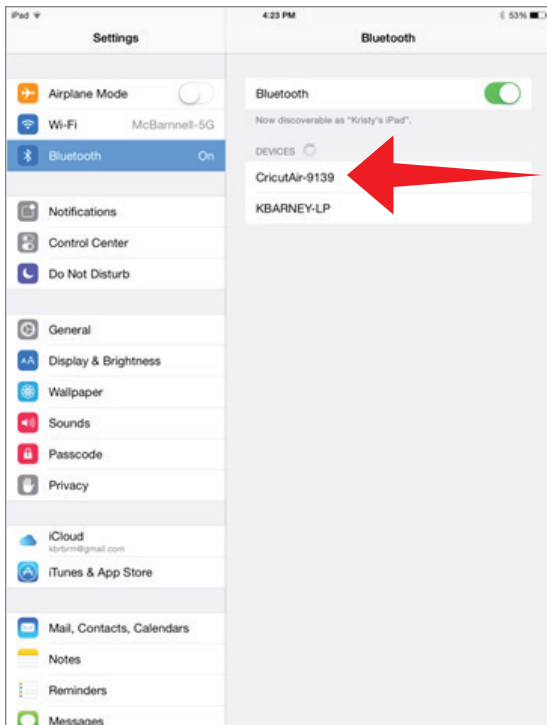 iPad
4:23 PM
53%
Settings
Bluetooth
Airplane Mode
Wi-Fi
McBarnnell-5G
Bluetooth
On
Notifications
Control Center
Do Not Disturb
General
AA
Display & Brightness
Wallpaper
Sounds
Passcode
Privacy
iCloud
kbrbrm@gmail.com
iTunes & App Store
Mail, Contacts, Calendars
Notes
Reminders
Messages
Bluetooth
Now discoverable as "Kristy's iPad".
DEVICES
CricutAir-9139
KBARNEY-LP